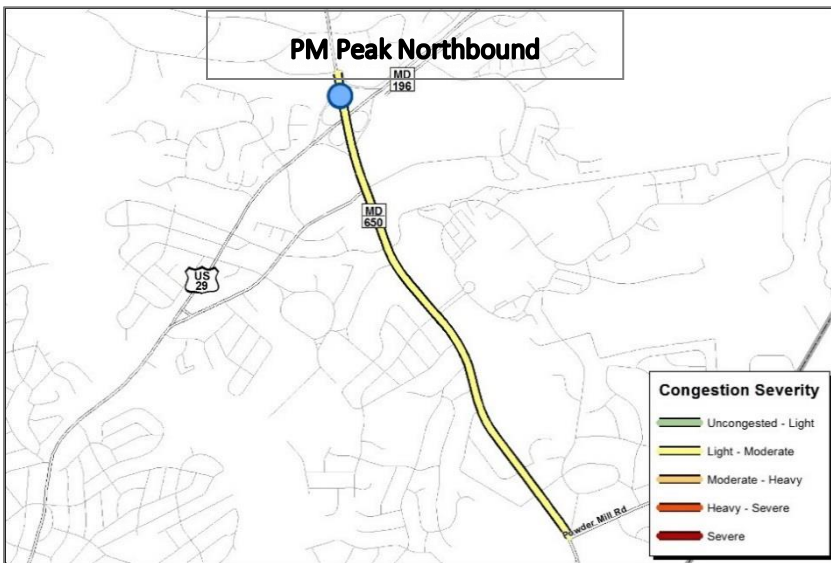 PM Peak Northbound
MD
196
MD
650
US
29
Congestion Severity
Uncongested - Light
Light - Moderate
Moderate - Heavy
Heavy - Severe
Severe
Powder Mill Rd